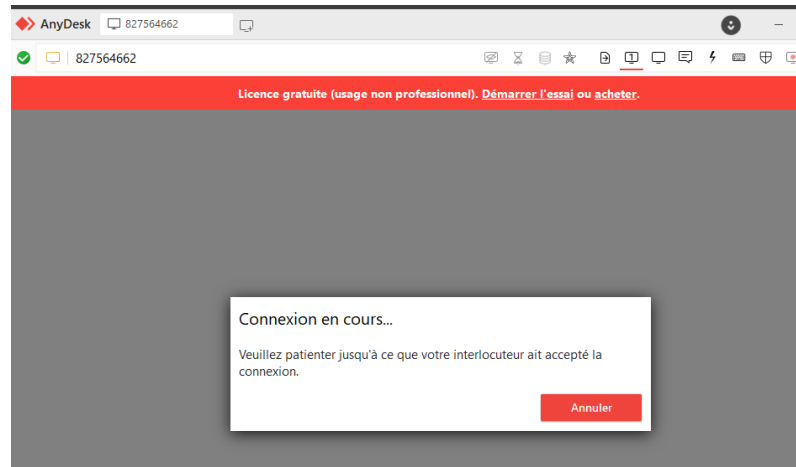 AnyDesk 827564662
827564662
Licence gratuite (usage non professionnel). Démarrer l'essai ou acheter.
Connexion en cours...
Veuillez patienter jusqu'à ce que votre interlocuteur ait accepté la
connexion.
Annuler